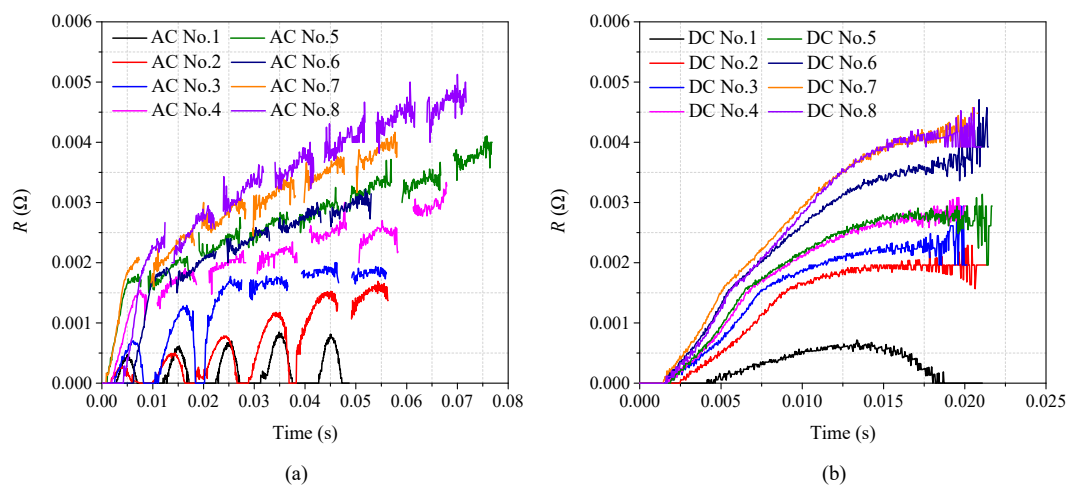 0.006
0.005
0.004
0.003
0.002
0.001
0.000
R (Ω)
AC No.1 AC No.5
AC No.2 AC No.6
AC No.3 AC No.7
AC No.4 AC No.8
0.00 0.01 0.02 0.03 0.04 0.05 0.06 0.07 0.08
Time (s)
(a)
0.006
0.005
0.004
0.003
0.002
0.001
0.000
R (Ω)
DC No.1 DC No.5
DC No.2 DC No.6
DC No.3 DC No.7
DC No.4 DC No.8
0.000 0.005 0.010 0.015 0.020 0.025
Time (s)
(b)